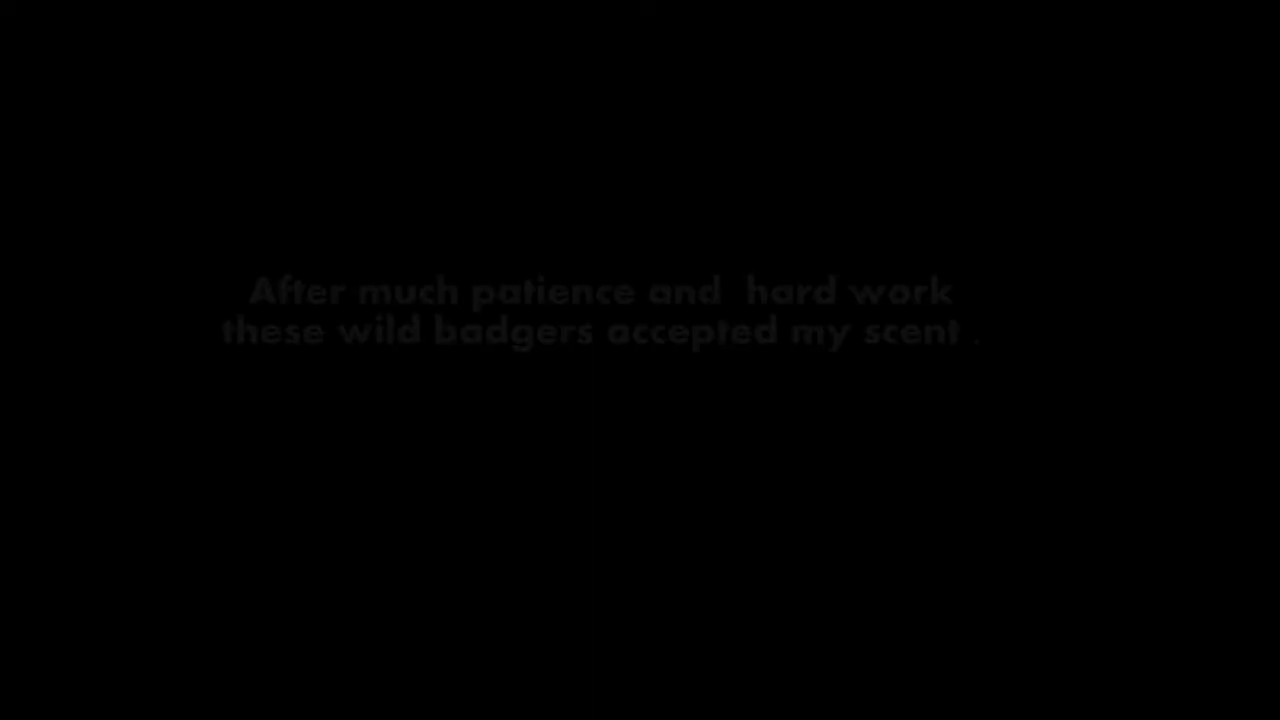 After much patience and  hard work
these wild badgers accepted my scent .